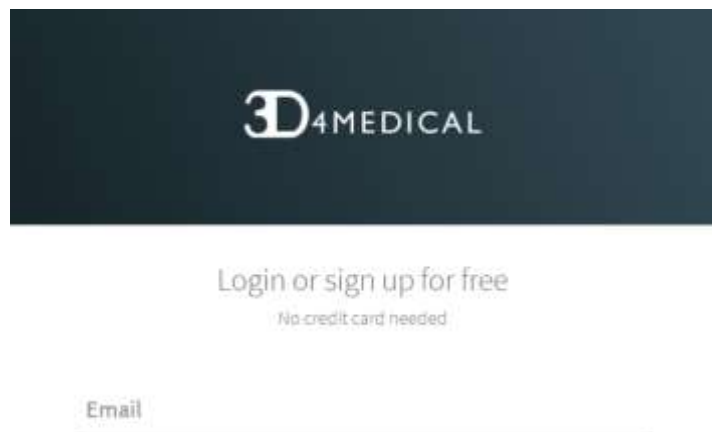 3D4MEDICAL
Login or sign up for free
No credit card needed
Email